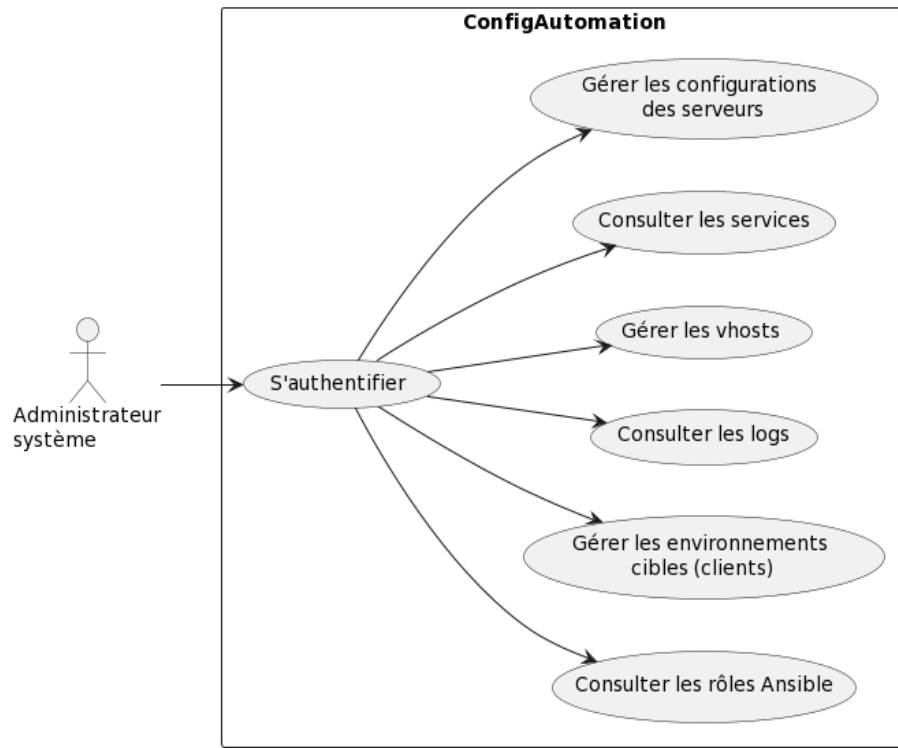 ConfigAutomation
Gérer les configurations
des serveurs
Consulter les services
Gérer les vhosts
S'authentifier
Administrateur
système
Consulter les logs
Gérer les environnements
cibles (clients)
Consulter les rôles Ansible